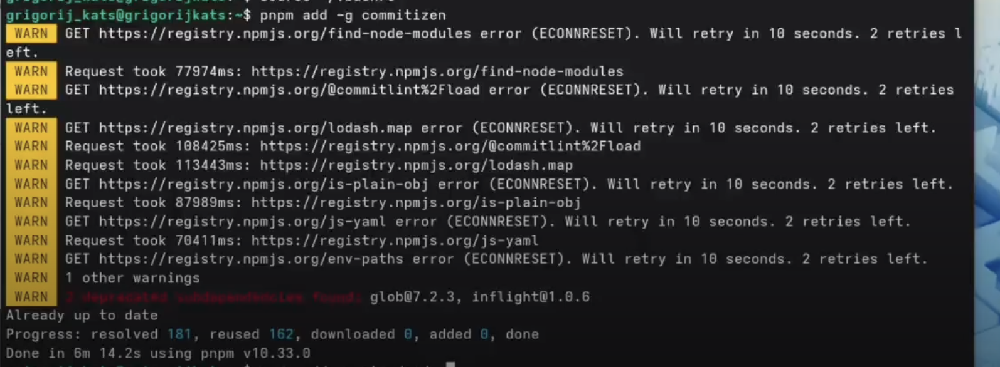 grigorij_kats@grigorijkats:~$ pnpm add -g commitizen
WARN GET https://registry.npmjs.org/find-node-modules error (ECONNRESET). Will retry in 10 seconds. 2 retries l
eft.
WARN Request took 77974ms: https://registry.npmjs.org/find-node-modules
WARN GET https://registry.npmjs.org/@commitlint%2Fload error (ECONNRESET). Will retry in 10 seconds. 2 retries
left.
WARN GET https://registry.npmjs.org/lodash.map error (ECONNRESET). Will retry in 10 seconds. 2 retries left.
WARN Request took 108425ms: https://registry.npmjs.org/@commitlint%2Fload
WARN Request took 113443ms: https://registry.npmjs.org/lodash.map
WARN GET https://registry.npmjs.org/is-plain-obj error (ECONNRESET). Will retry in 10 seconds. 2 retries left.
WARN Request took 87989ms: https://registry.npmjs.org/is-plain-obj
WARN GET https://registry.npmjs.org/js-yaml error (ECONNRESET). Will retry in 10 seconds. 2 retries left.
WARN Request took 70411ms: https://registry.npmjs.org/js-yaml
WARN GET https://registry.npmjs.org/env-paths error (ECONNRESET). Will retry in 10 seconds. 2 retries left.
WARN 1 other warnings
WARN 2 deprecated subdependencies found: glob@7.2.3, inflight@1.0.6
Already up to date
Progress: resolved 181, reused 162, downloaded 0, added 0, done
Done in 6m 14.2s using pnpm v10.33.0